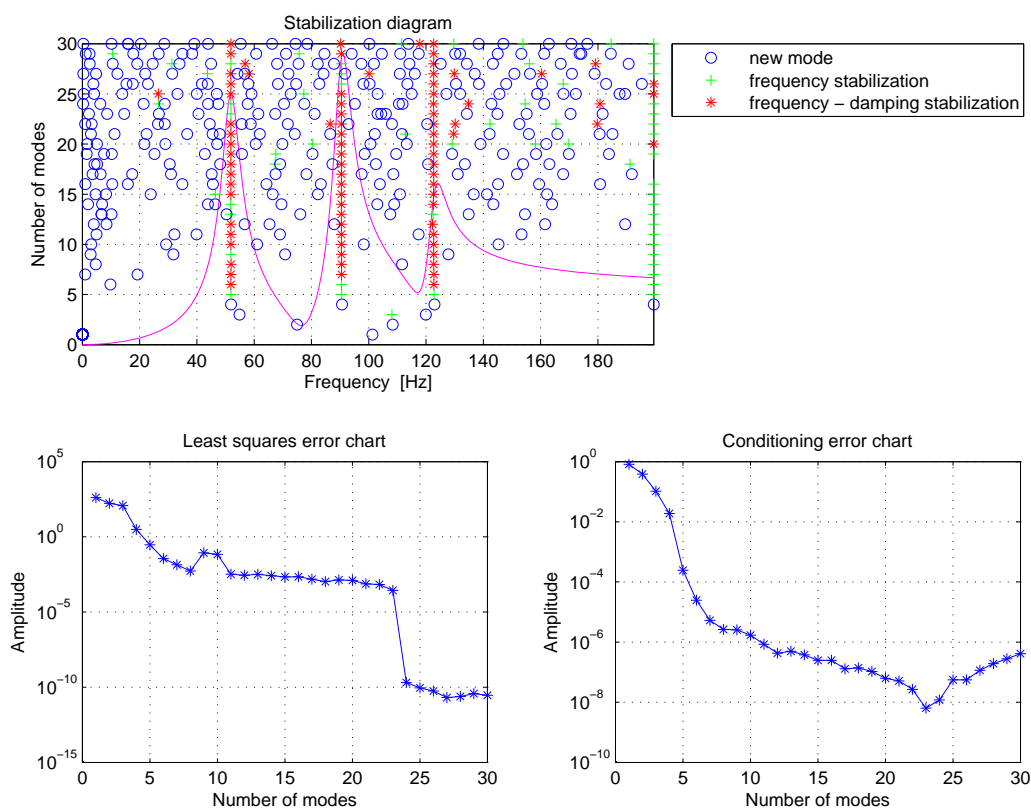 Stabilization diagram
30
25
20
15
10
5
0
Number of modes
0 20 40 60 80 100 120 140 160 180
Frequency [Hz]
new mode
frequency stabilization
frequency − damping stabilization
Least squares error chart
10^5
10^0
10^−5
10^−10
10^−15
Amplitude
0 5 10 15 20 25 30
Number of modes
Conditioning error chart
10^0
10^−2
10^−4
10^−6
10^−8
10^−10
Amplitude
0 5 10 15 20 25 30
Number of modes